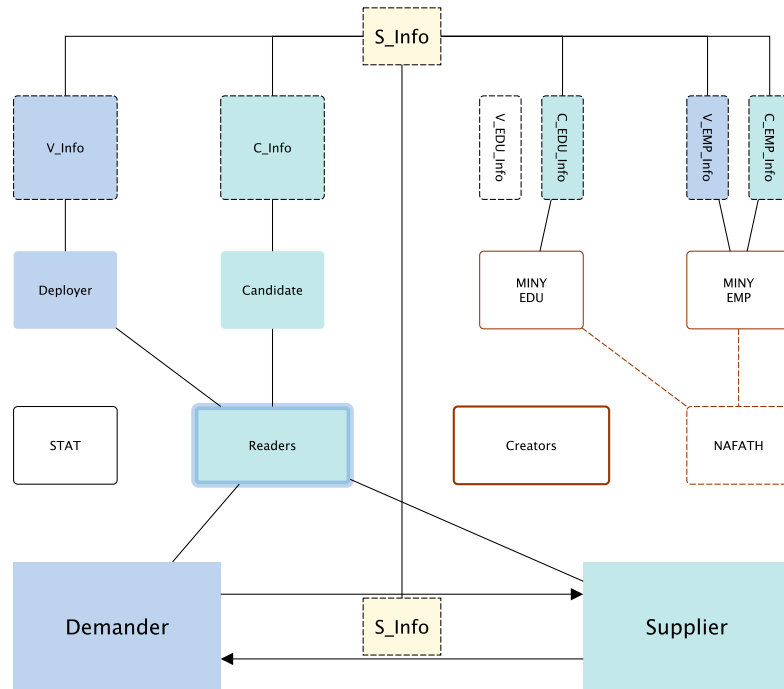 S_Info
V_Info
C_Info
V_EDU_Info
C_EDU_Info
V_EMP_Info
C_EMP_Info
Deployer
Candidate
MINY
EDU
MINY
EMP
STAT
Readers
Creators
NAFATH
Demander
S_Info
Supplier